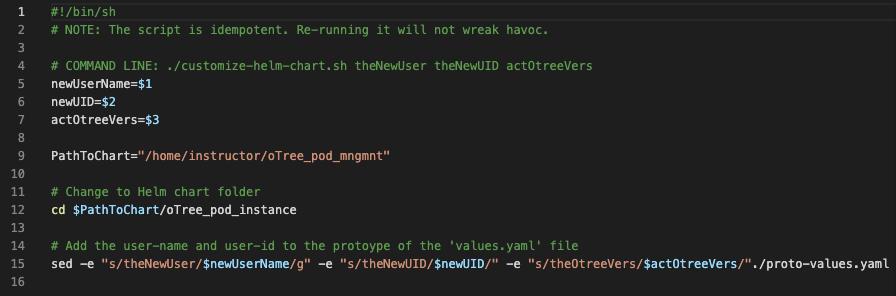 1 #!/bin/sh
2 # NOTE: The script is idempotent. Re-running it will not wreak havoc.
3
4 # COMMAND LINE: ./customize-helm-chart.sh theNewUser theNewUID actOtreeVers
5 newUserName=$1
6 newUID=$2
7 actOtreeVers=$3
8
9 PathToChart="/home/instructor/oTree_pod_mngmnt"
10
11 # Change to Helm chart folder
12 cd $PathToChart/oTree_pod_instance
13
14 # Add the user-name and user-id to the protoype of the 'values.yaml' file
15 sed -e "s/theNewUser/$newUserName/g" -e "s/theNewUID/$newUID/" -e "s/theOtreeVers/$actOtreeVers/"./proto-values.yaml
16